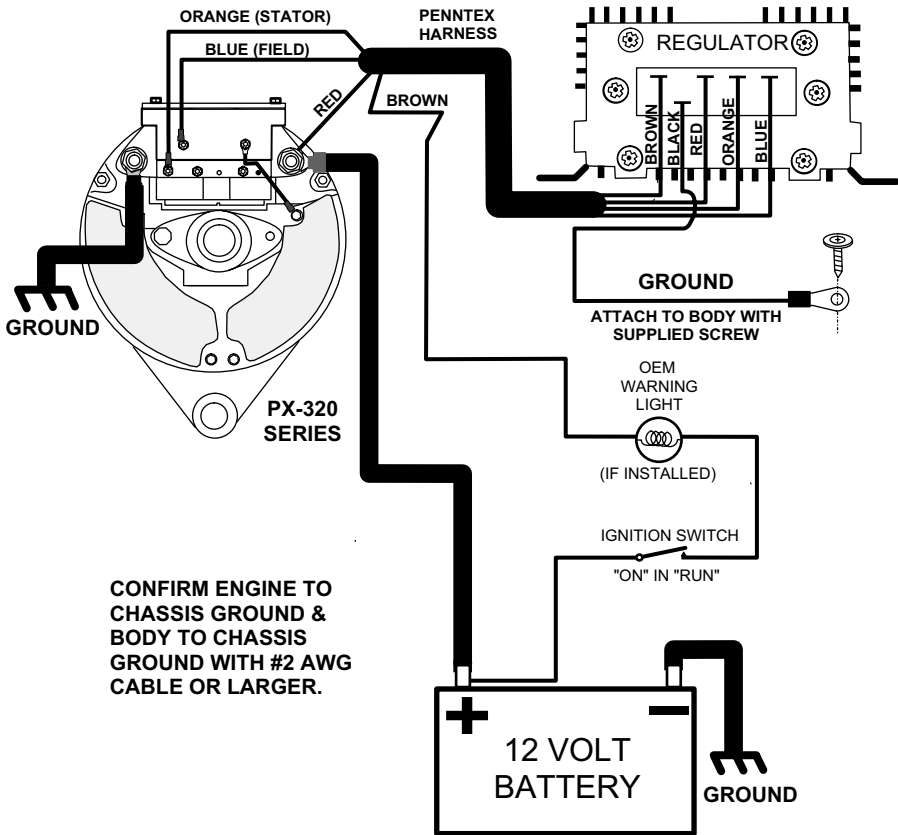 ORANGE (STATOR)
BLUE (FIELD)
RED
BROWN
PENNTEX
HARNESS
REGULATOR
BROWN
BLACK
RED
ORANGE
BLUE
GROUND
ATTACH TO BODY WITH
SUPPLIED SCREW
GROUND
PX-320
SERIES
OEM
WARNING
LIGHT
(IF INSTALLED)
IGNITION SWITCH
"ON" IN "RUN"
CONFIRM ENGINE TO
CHASSIS GROUND &
BODY TO CHASSIS
GROUND WITH #2 AWG
CABLE OR LARGER.
+
−
12 VOLT
BATTERY
GROUND